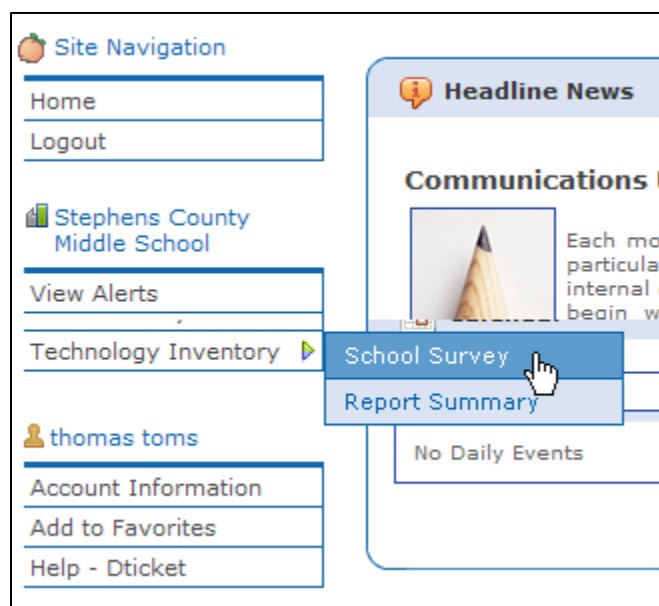 Site Navigation
Home
Logout
Stephens County
Middle School
View Alerts
Technology Inventory
School Survey
Report Summary
thomas toms
Account Information
Add to Favorites
Help - Dticket
Headline News
Communications
Each mo
particula
internal
begin w
No Daily Events